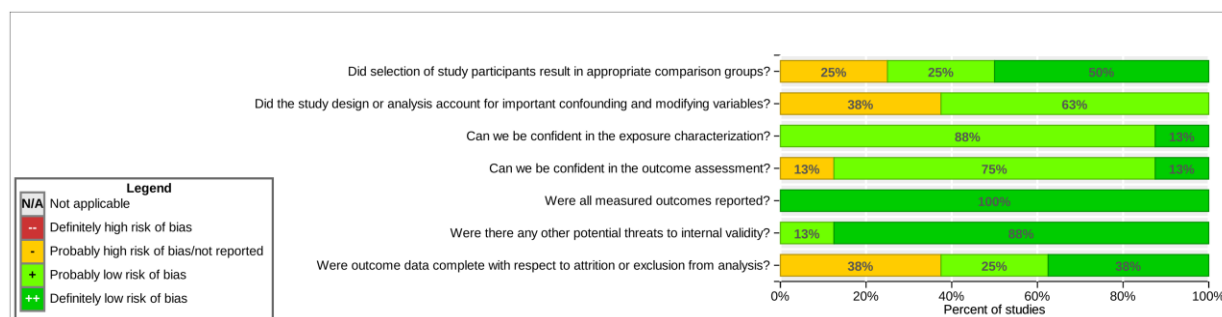 Did selection of study participants result in appropriate comparison groups? 25% 25% 50%
Did the study design or analysis account for important confounding and modifying variables? 38% 63%
Can we be confident in the exposure characterization? 88% 13%
Can we be confident in the outcome assessment? 13% 75% 13%
Were all measured outcomes reported? 100%
Were there any other potential threats to internal validity? 13% 88%
Were outcome data complete with respect to attrition or exclusion from analysis? 38% 25% 38%
0% 20% 40% 60% 80% 100%
Percent of studies
Legend
N/A Not applicable
-- Definitely high risk of bias
- Probably high risk of bias/not reported
+ Probably low risk of bias
++ Definitely low risk of bias